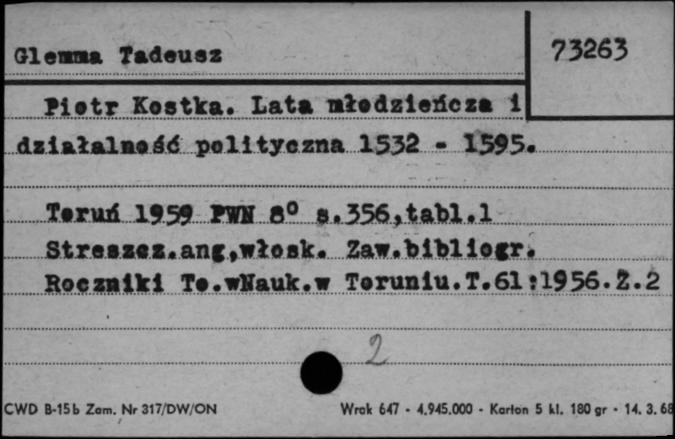 Glemma Tadeusz
73263
Piotr Kostka. Lata młodzieńcze i
działalność polityczna 1532 - 1595.
Toruń 1959 PWN 8° s.356,tabl.1
Streszcz.ang,włosk. Zaw.bibliogr.
Roczniki To.wNauk.w Toruniu.T.61:1956.Z.2
2
CWD B-15b Zam. Nr 317/DW/ON
Wrak 647 - 4.945.000 - Karton 5 kl. 180 gr - 14. 3. 68